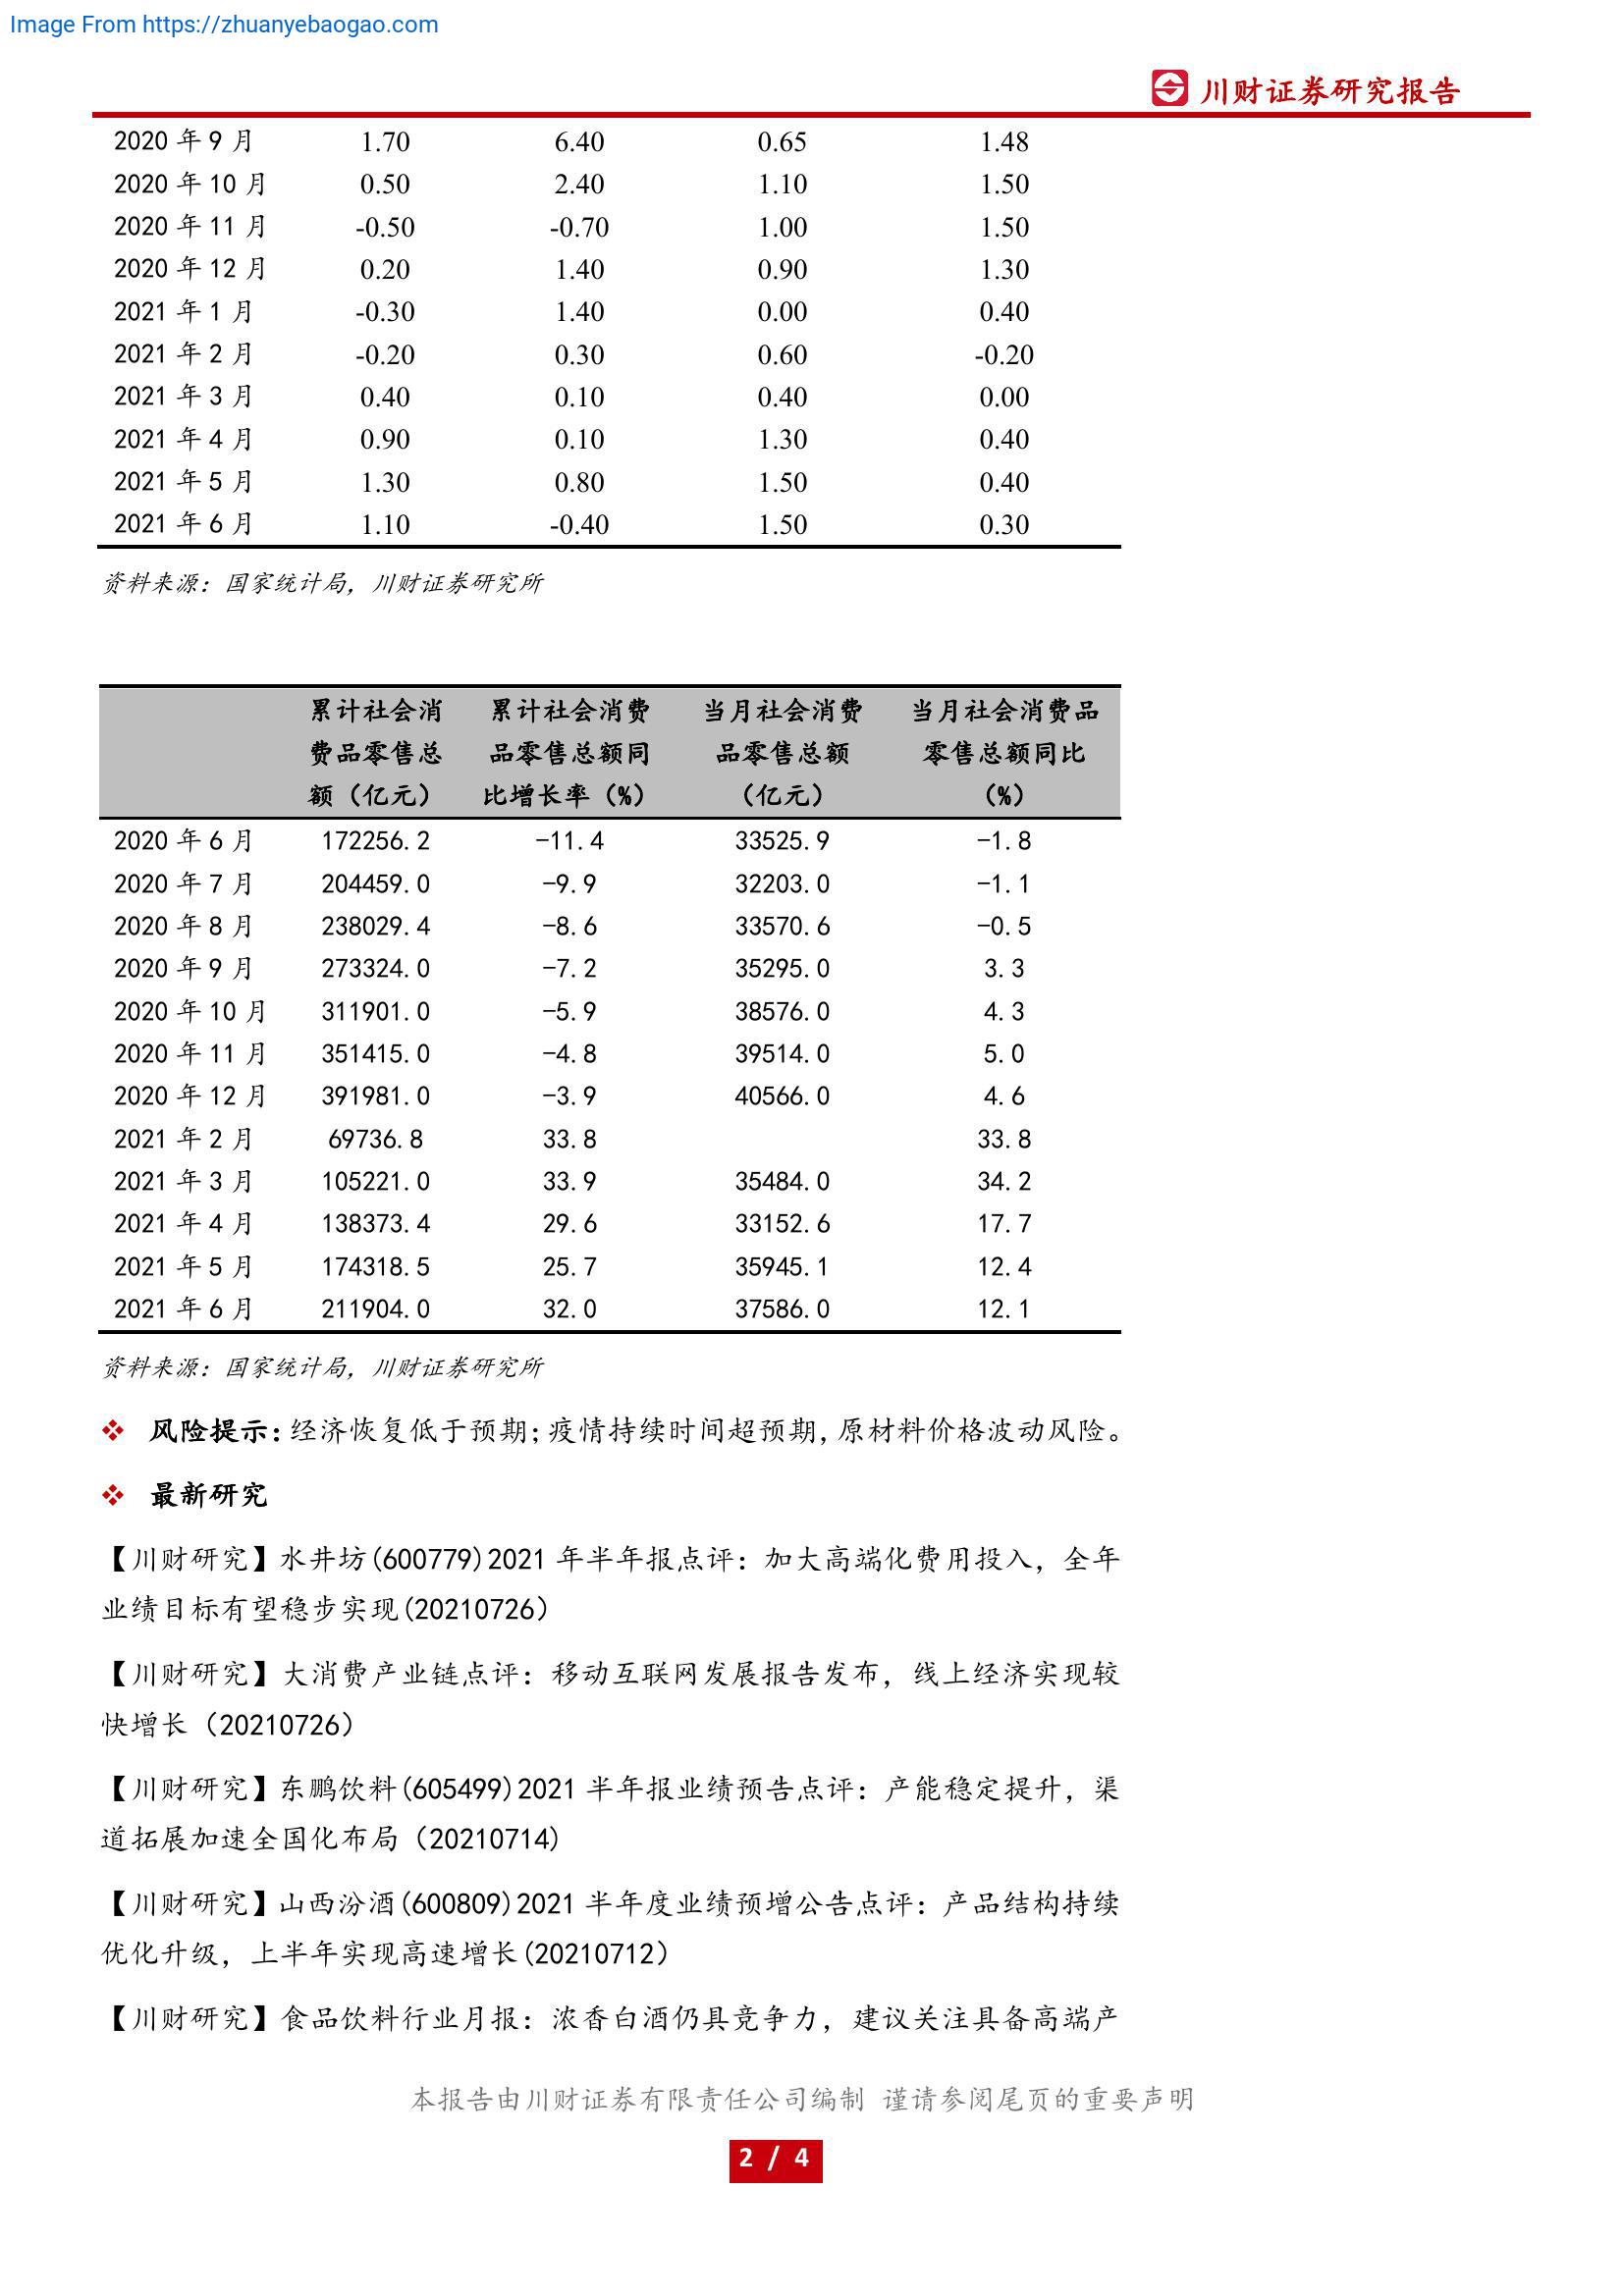 Image From https://zhuanyebaogao.com
川财证券研究报告
2020 年 9 月 1.70 6.40 0.65 1.48
2020 年 10 月 0.50 2.40 1.10 1.50
2020 年 11 月 -0.50 -0.70 1.00 1.50
2020 年 12 月 0.20 1.40 0.90 1.30
2021 年 1 月 -0.30 1.40 0.00 0.40
2021 年 2 月 -0.20 0.30 0.60 -0.20
2021 年 3 月 0.40 0.10 0.40 0.00
2021 年 4 月 0.90 0.10 1.30 0.40
2021 年 5 月 1.30 0.80 1.50 0.40
2021 年 6 月 1.10 -0.40 1.50 0.30
资料来源：国家统计局，川财证券研究所
累计社会消 累计社会消费 当月社会消费 当月社会消费品
费品零售总 品零售总额同 品零售总额 零售总额同比
额（亿元） 比增长率（%） （亿元） （%）
2020 年 6 月 172256.2 -11.4 33525.9 -1.8
2020 年 7 月 204459.0 -9.9 32203.0 -1.1
2020 年 8 月 238029.4 -8.6 33570.6 -0.5
2020 年 9 月 273324.0 -7.2 35295.0 3.3
2020 年 10 月 311901.0 -5.9 38576.0 4.3
2020 年 11 月 351415.0 -4.8 39514.0 5.0
2020 年 12 月 391981.0 -3.9 40566.0 4.6
2021 年 2 月 69736.8 33.8 33.8
2021 年 3 月 105221.0 33.9 35484.0 34.2
2021 年 4 月 138373.4 29.6 33152.6 17.7
2021 年 5 月 174318.5 25.7 35945.1 12.4
2021 年 6 月 211904.0 32.0 37586.0 12.1
资料来源：国家统计局，川财证券研究所
❖ 风险提示：经济恢复低于预期；疫情持续时间超预期，原材料价格波动风险。
❖ 最新研究
【川财研究】水井坊(600779)2021 年半年报点评：加大高端化费用投入，全年
业绩目标有望稳步实现(20210726）
【川财研究】大消费产业链点评：移动互联网发展报告发布，线上经济实现较
快增长（20210726）
【川财研究】东鹏饮料(605499)2021 半年报业绩预告点评：产能稳定提升，渠
道拓展加速全国化布局（20210714)
【川财研究】山西汾酒(600809)2021 半年度业绩预增公告点评：产品结构持续
优化升级，上半年实现高速增长(20210712）
【川财研究】食品饮料行业月报：浓香白酒仍具竞争力，建议关注具备高端产
本报告由川财证券有限责任公司编制 谨请参阅尾页的重要声明
2 / 4